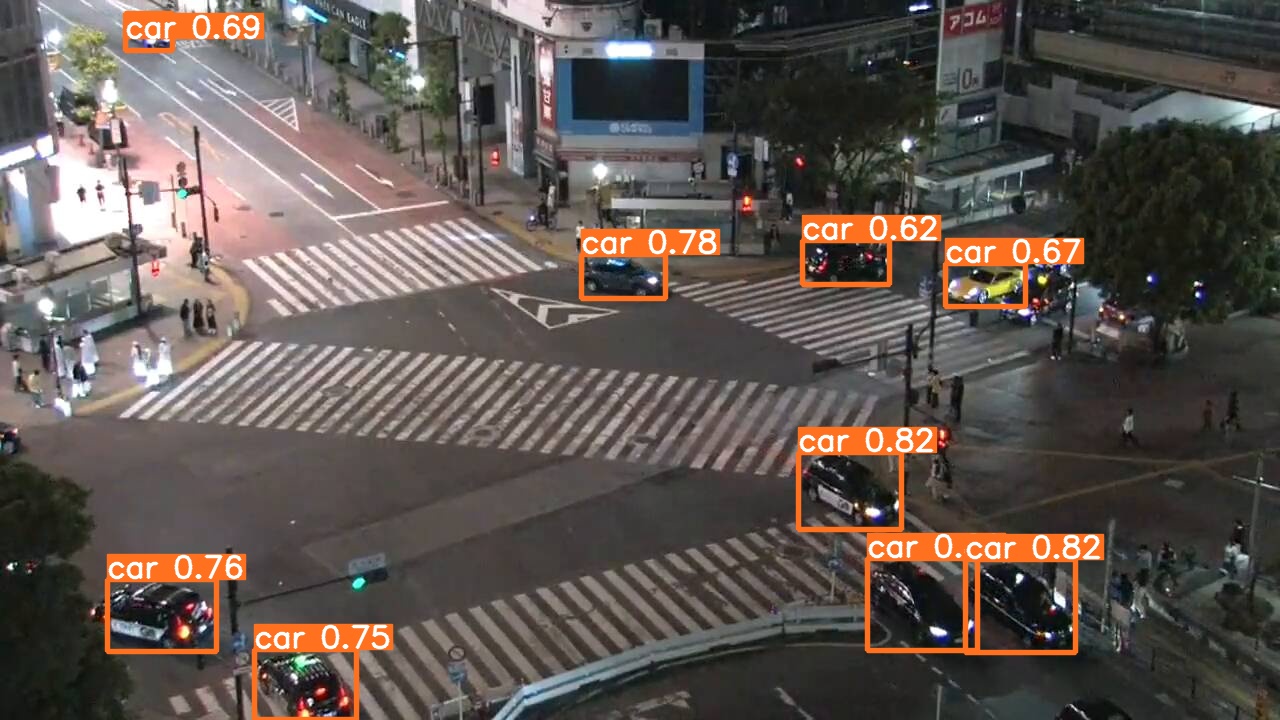 car 0.69
AMERICAN EAGLE
アコム
car 0.78
car 0.62
car 0.67
car 0.82
car 0.
car 0.82
car 0.76
car 0.75